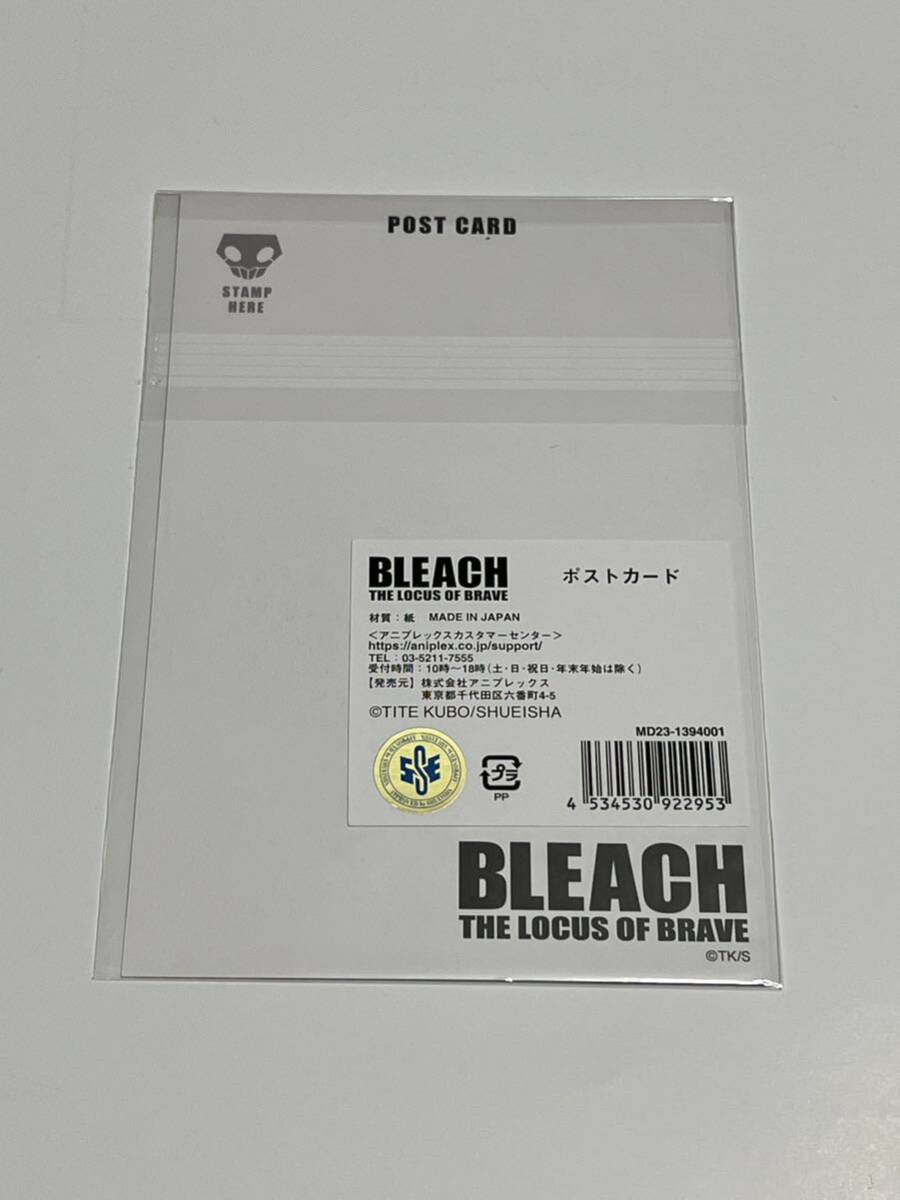 POST CARD
STAMP
HERE
BLEACH
THE LOCUS OF BRAVE
ポストカード
材質：紙 MADE IN JAPAN
＜アニプレックスカスタマーセンター＞
https://aniplex.co.jp/support/
TEL：03-5211-7555
受付時間：10時～18時（土・日・祝日・年末年始は除く）
【発売元】株式会社アニプレックス
東京都千代田区六番町4-5
©TITE KUBO/SHUEISHA
MD23-1394001
プラ
PP
4 534530 922953
BLEACH
THE LOCUS OF BRAVE
©TK/S